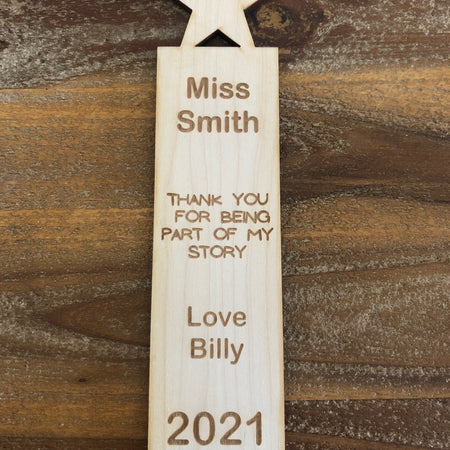 Miss
Smith
THANK YOU
FOR BEING
PART OF MY
STORY
Love
Billy
2021